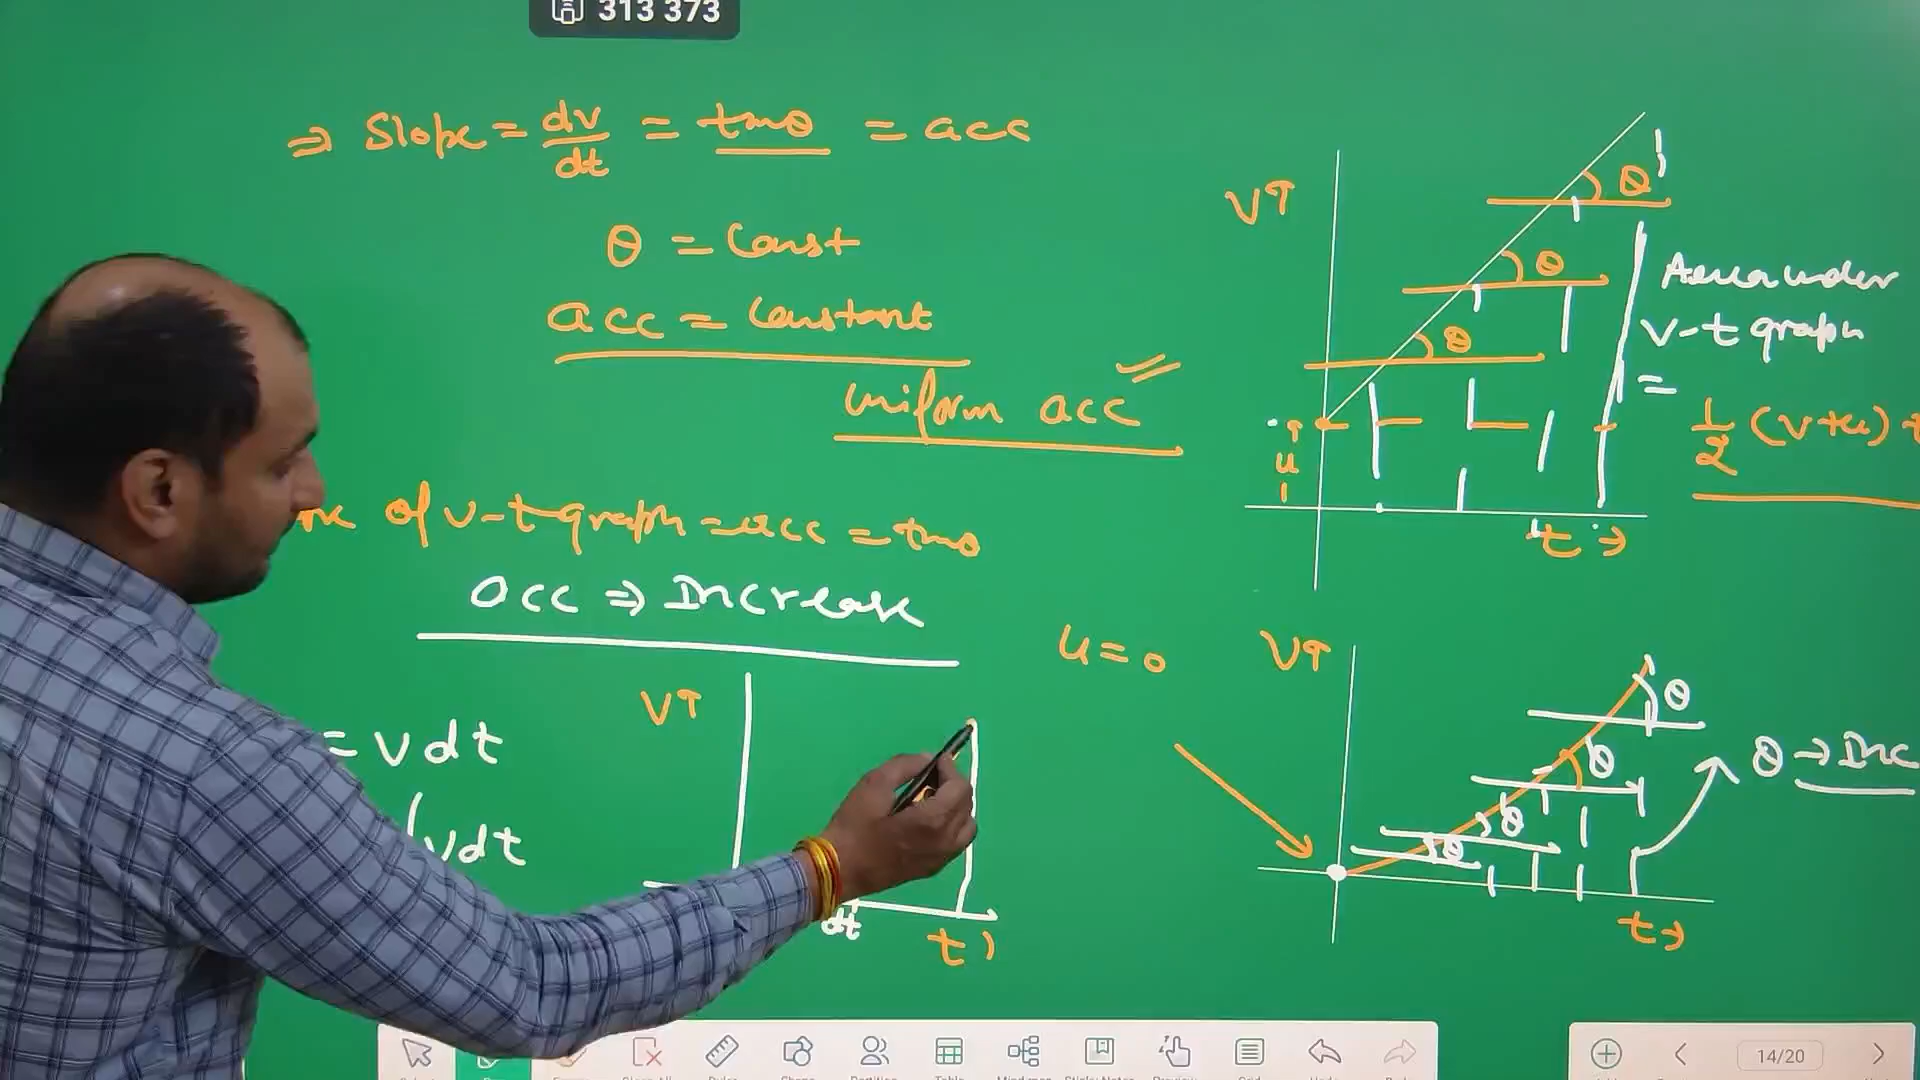 313 373
⇒ Slope = dv/dt = tanθ = acc
θ = Const
acc = Constant
uniform acc
of v-t graph = acc = tanθ
acc ⇒ Increase
= vdt
∫vdt
V↑
dt
t
V↑
θ
θ
θ
u
t→
Area under
v-t graph
=
1/2 (v+u)
u=0
V↑
θ
θ
θ
θ
θ→Inc
t→
Table
14/20